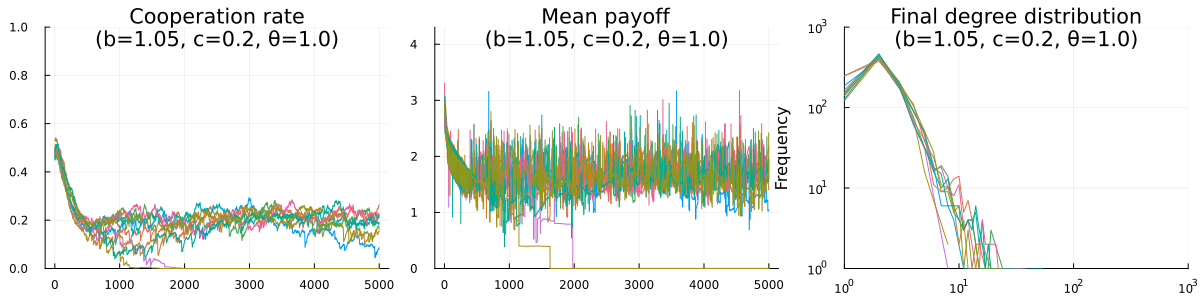 Cooperation rate
(b=1.05, c=0.2, θ=1.0)
1.0
0.8
0.6
0.4
0.2
0.0
0 1000 2000 3000 4000 5000
Mean payoff
(b=1.05, c=0.2, θ=1.0)
4
3
2
1
0
0 1000 2000 3000 4000 5000
Final degree distribution
(b=1.05, c=0.2, θ=1.0)
Frequency
10³
10²
10¹
10⁰
10⁰ 10¹ 10² 10³